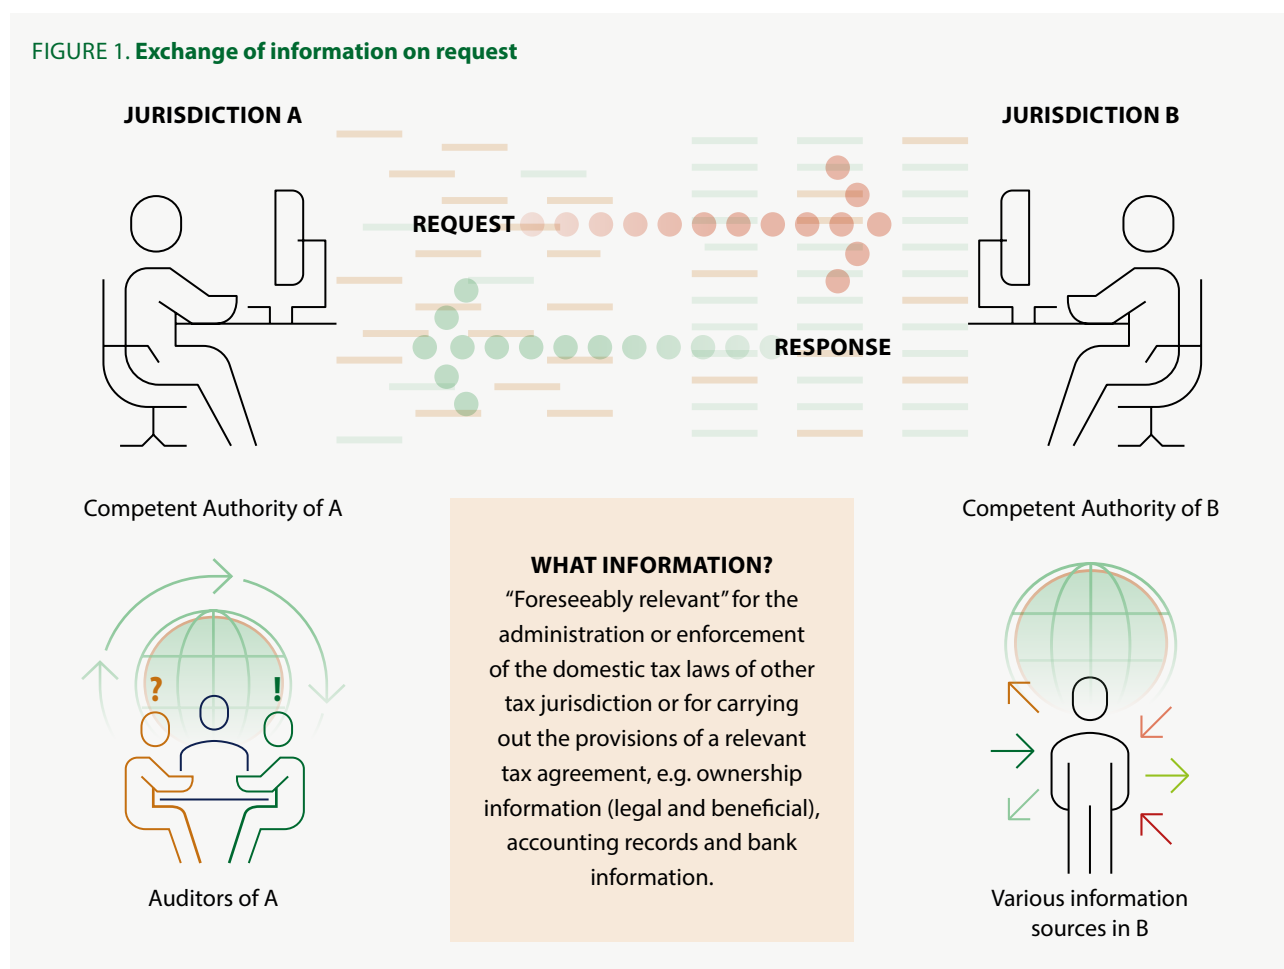 FIGURE 1. Exchange of information on request
JURISDICTION A
JURISDICTION B
REQUEST
RESPONSE
Competent Authority of A
Competent Authority of B
WHAT INFORMATION?
“Foreseeably relevant” for the
administration or enforcement
of the domestic tax laws of other
tax jurisdiction or for carrying
out the provisions of a relevant
tax agreement, e.g. ownership
information (legal and beneficial),
accounting records and bank
information.
?
!
Auditors of A
Various information
sources in B